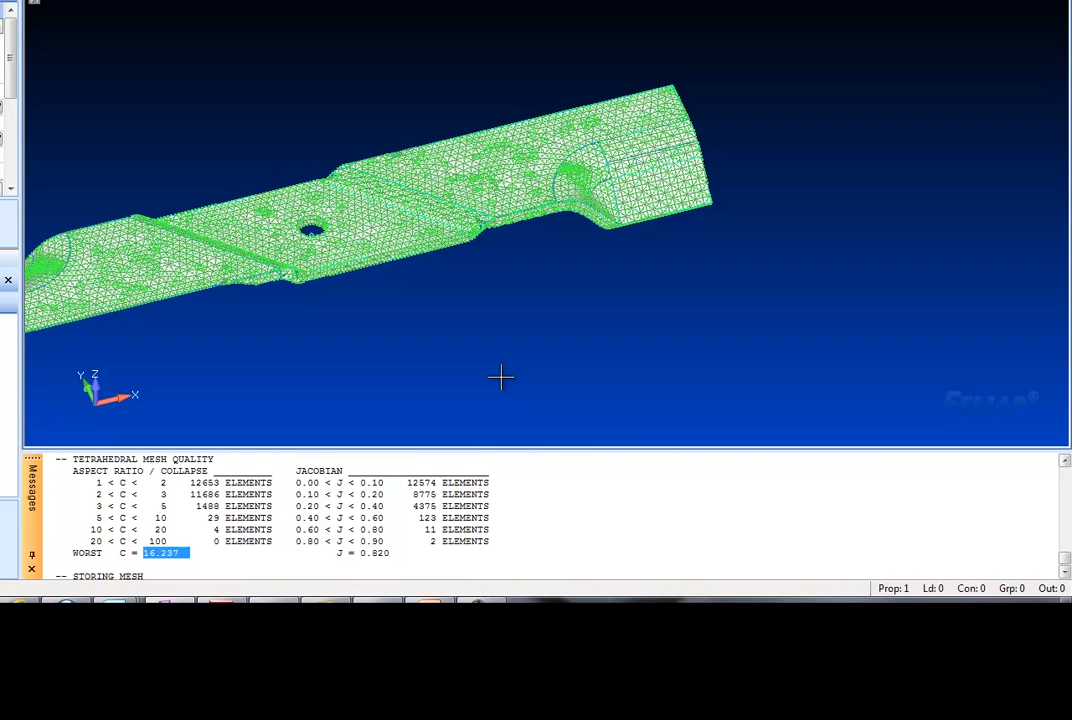 FEMAP®
Y Z
X
Messages
-- TETRAHEDRAL MESH QUALITY
ASPECT RATIO / COLLAPSE __________ JACOBIAN _________________________
1 < C < 2 12653 ELEMENTS 0.00 < J < 0.10 12574 ELEMENTS
2 < C < 3 11686 ELEMENTS 0.10 < J < 0.20 8775 ELEMENTS
3 < C < 5 1488 ELEMENTS 0.20 < J < 0.40 4375 ELEMENTS
5 < C < 10 29 ELEMENTS 0.40 < J < 0.60 123 ELEMENTS
10 < C < 20 4 ELEMENTS 0.60 < J < 0.80 11 ELEMENTS
20 < C < 100 0 ELEMENTS 0.80 < J < 0.90 2 ELEMENTS
WORST C = 16.237 J = 0.820
-- STORING MESH
Prop: 1 Ld: 0 Con: 0 Grp: 0 Out: 0